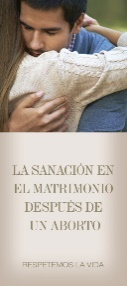 LA SANACIÓN EN
EL MATRIMONIO
DESPUÉS DE
UN ABORTO
RESPETEMOS LA VIDA